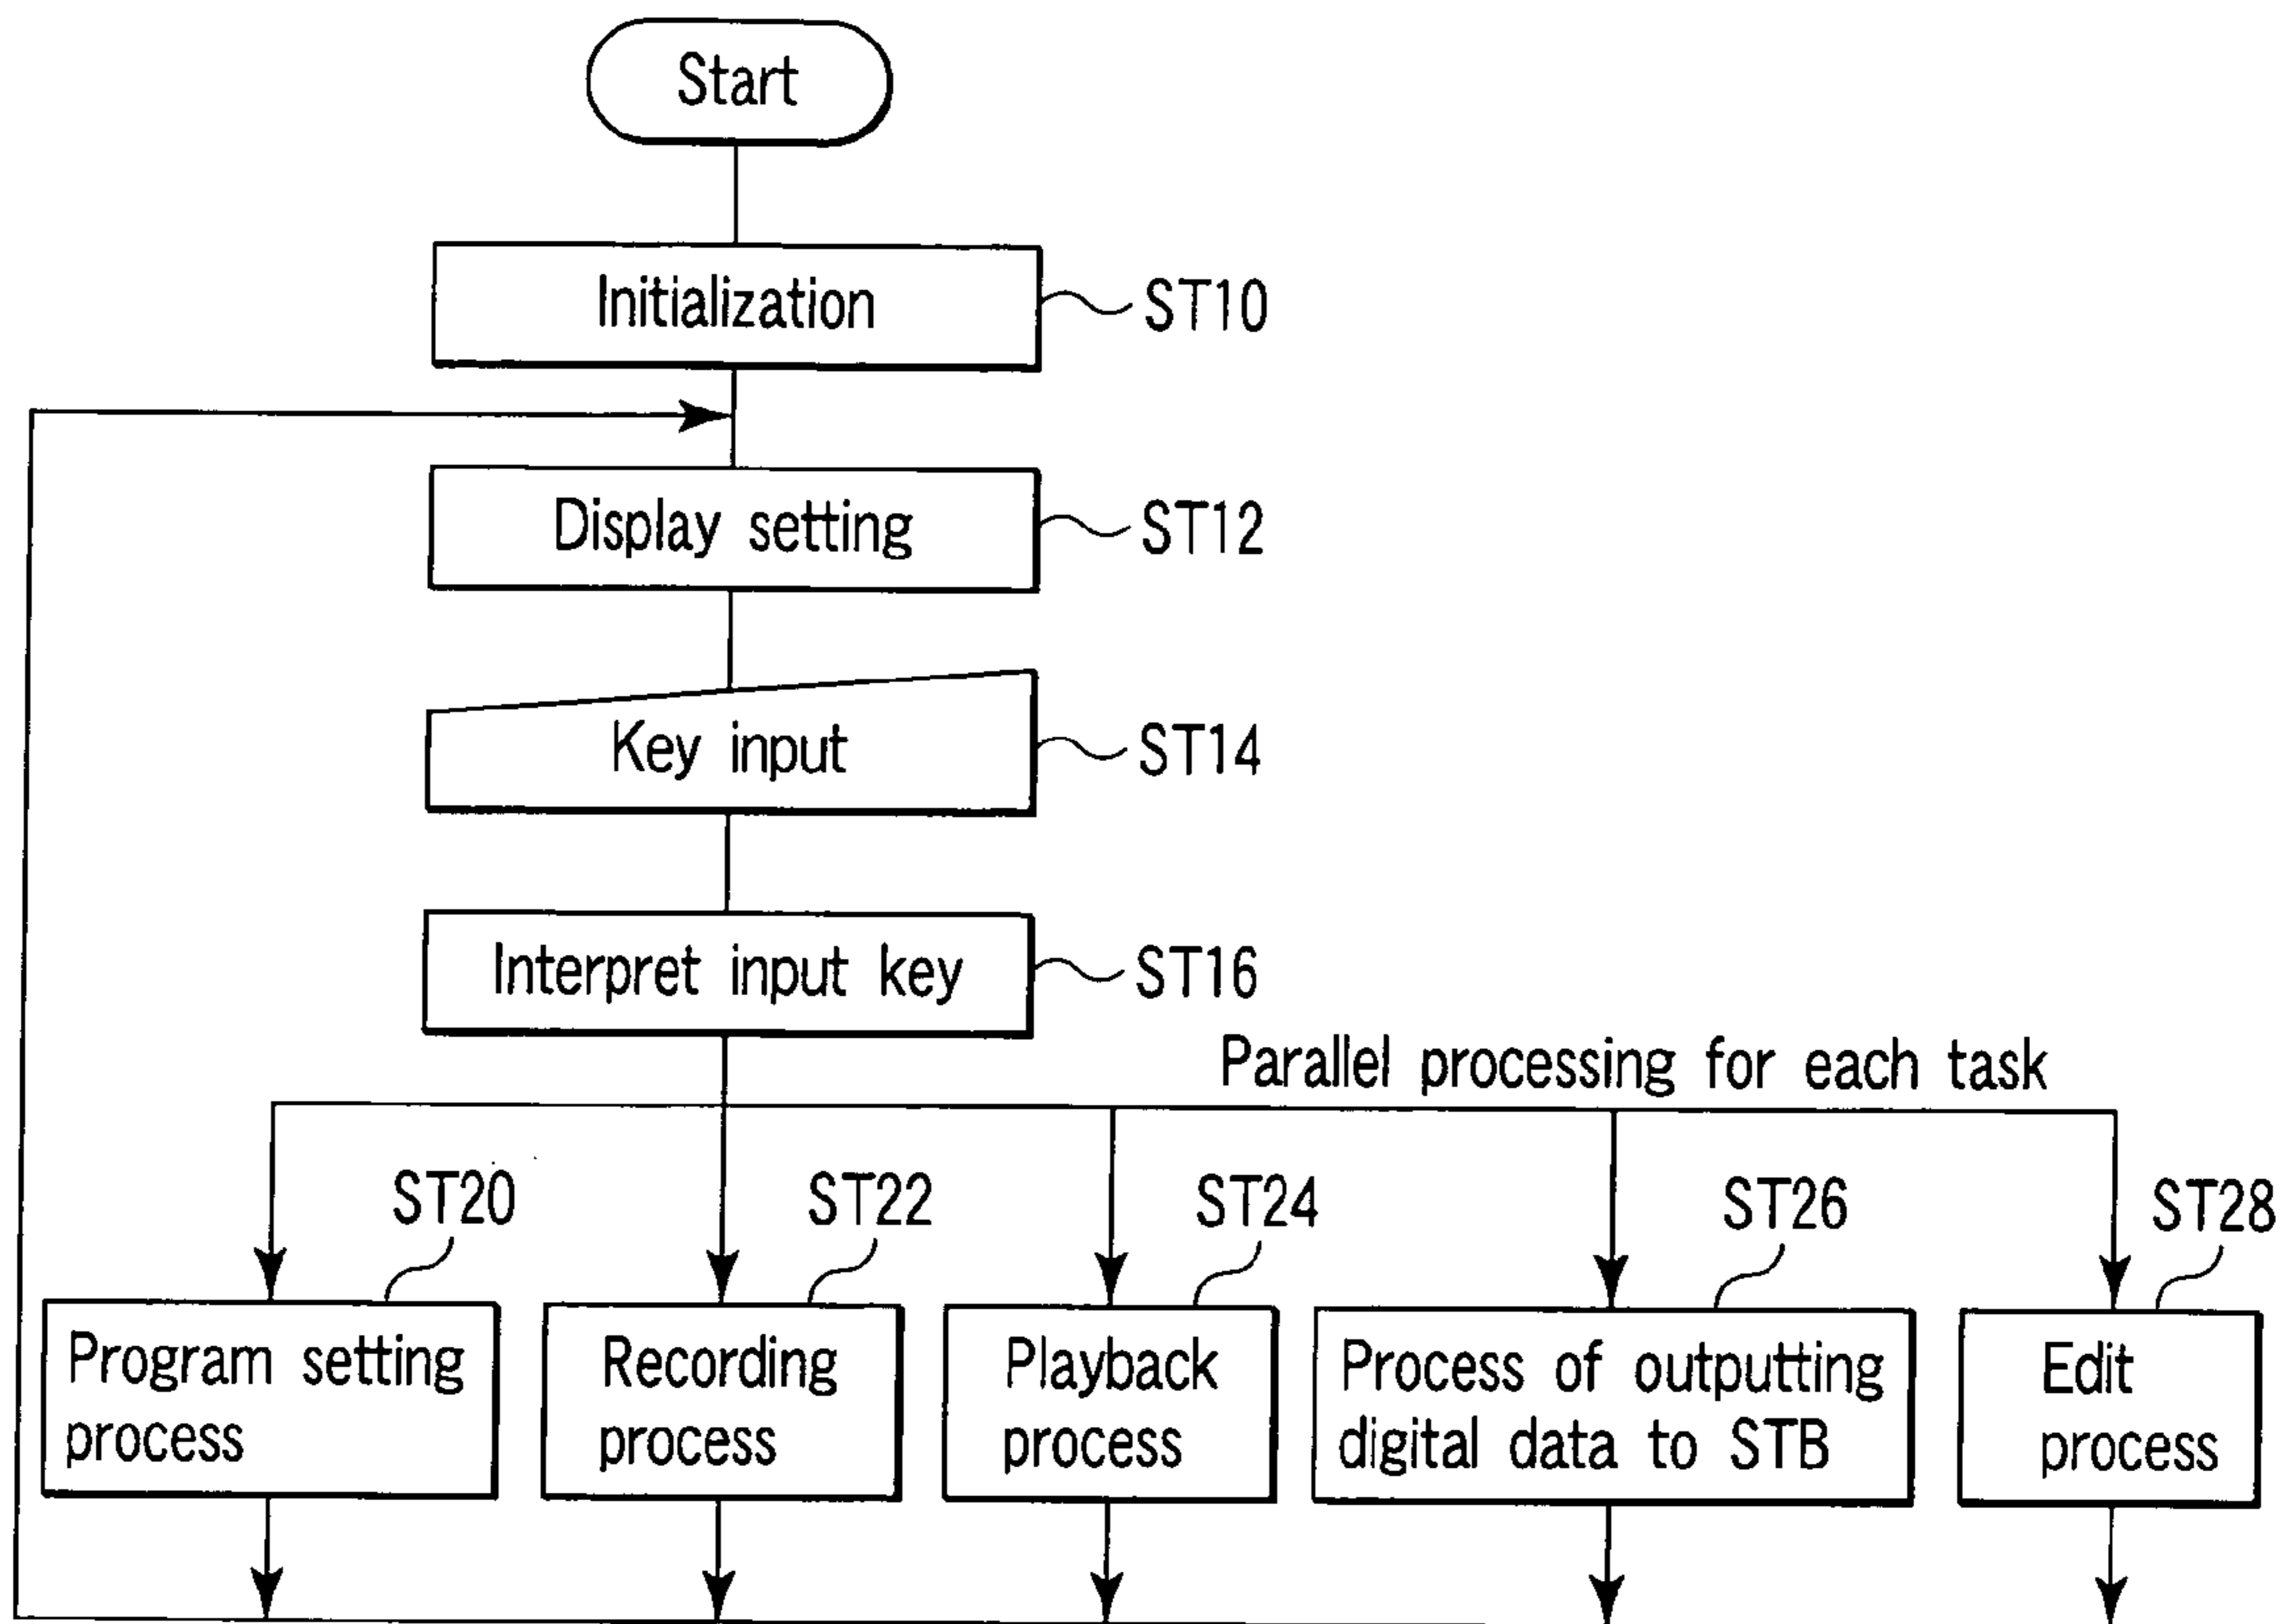 Start
Initialization
ST10
Display setting
ST12
Key input
ST14
Interpret input key
ST16
Parallel processing for each task
ST20
ST22
ST24
ST26
ST28
Program setting
process
Recording
process
Playback
process
Process of outputting
digital data to STB
Edit
process